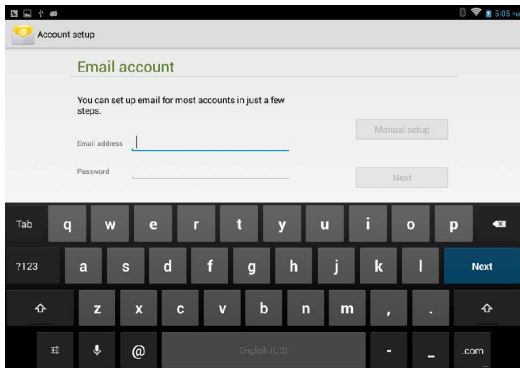 5:05 PM
Account setup
Email account
You can set up email for most accounts in just a few
steps.
Manual setup
Email address
Password
Next
Tab q w e r t y u i o p
?123 a s d f g h j k l Next
z x c v b n m , .
@ English (US) - _ .com